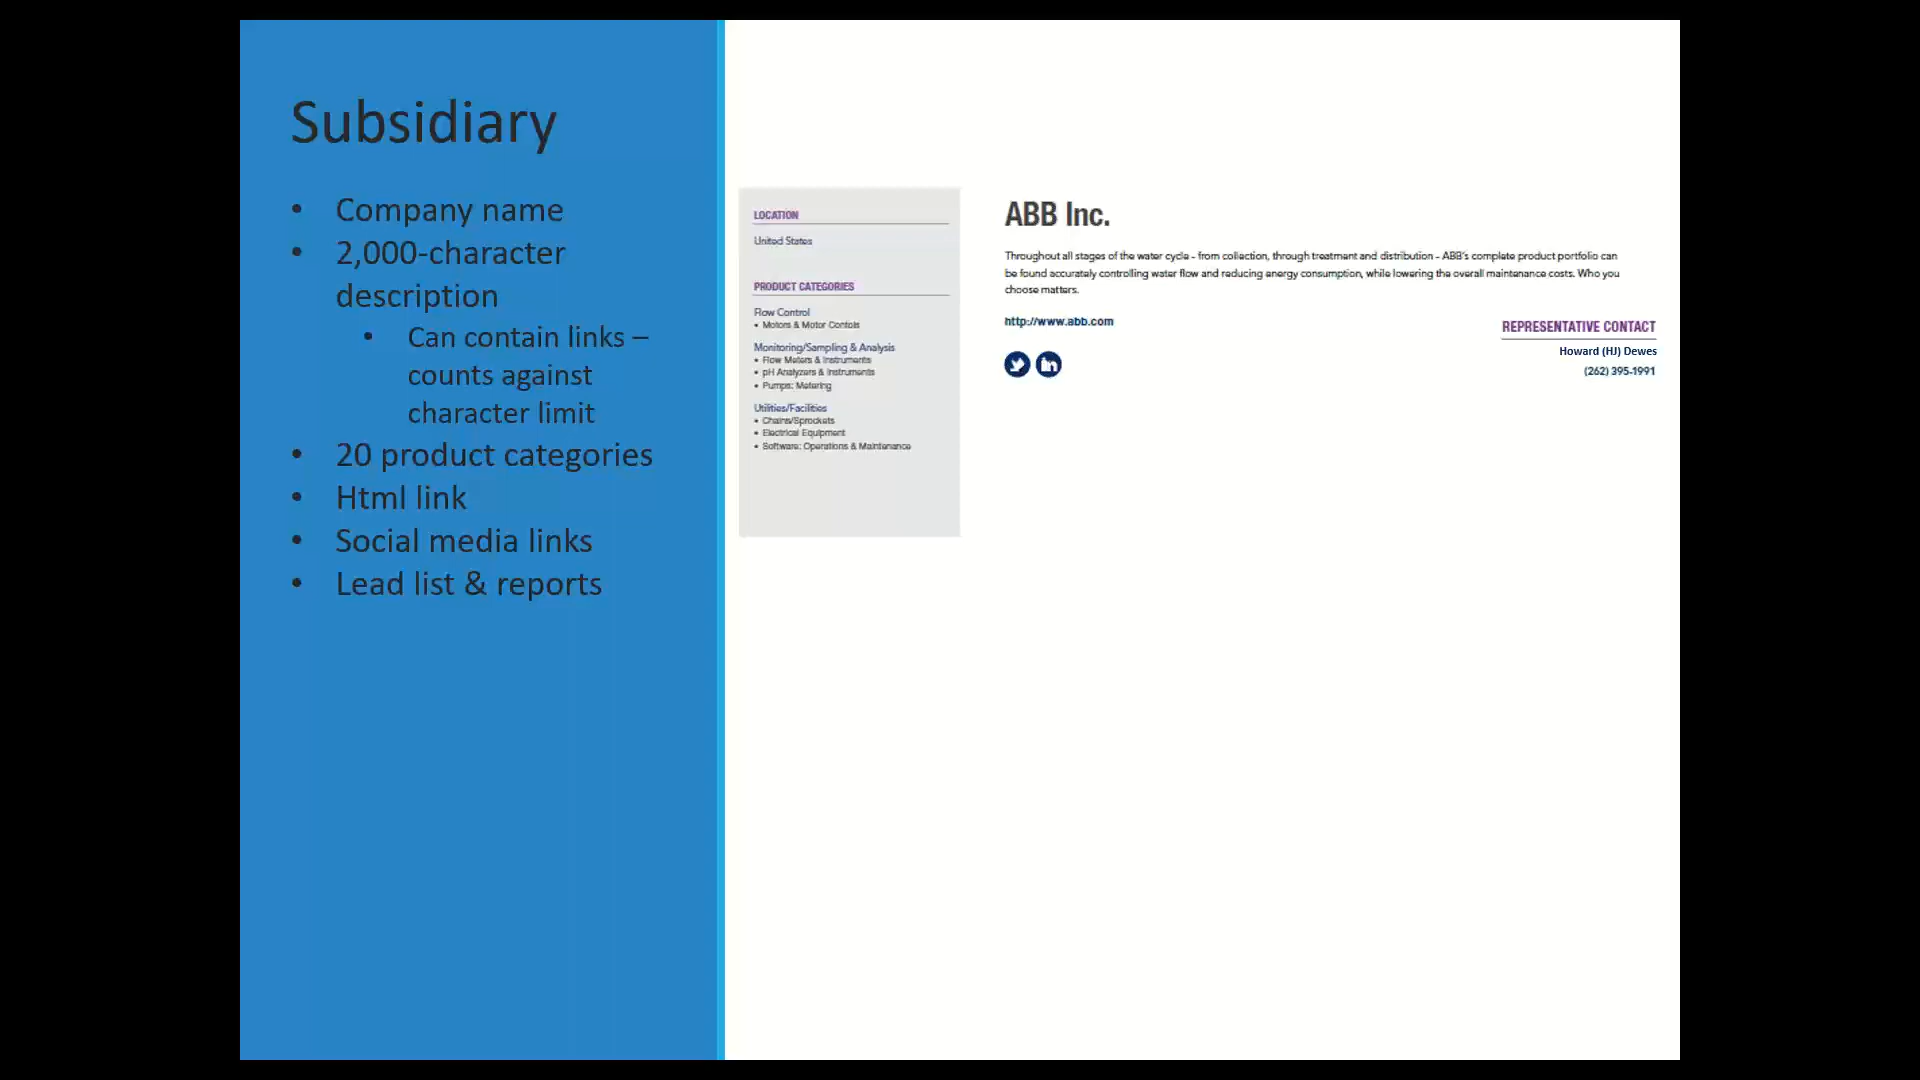 Subsidiary
• Company name
• 2,000-character
description
• Can contain links –
counts against
character limit
• 20 product categories
• Html link
• Social media links
• Lead list & reports
LOCATION
United States
PRODUCT CATEGORIES
Flow Control
• Motors & Motor Contols
Monitoring/Sampling & Analysis
• Flow Meters & Instruments
• pH Analyzers & Instruments
• Pumps: Metering
Utilities/Facilities
• Chains/Sprockets
• Electrical Equipment
• Software: Operations & Maintenance
ABB Inc.
Throughout all stages of the water cycle - from collection, through treatment and distribution - ABB's complete product portfolio can
be found accurately controlling water flow and reducing energy consumption, while lowering the overall maintenance costs. Who you
choose matters.
http://www.abb.com
in
REPRESENTATIVE CONTACT
Howard (HJ) Dewes
(262) 395-1991